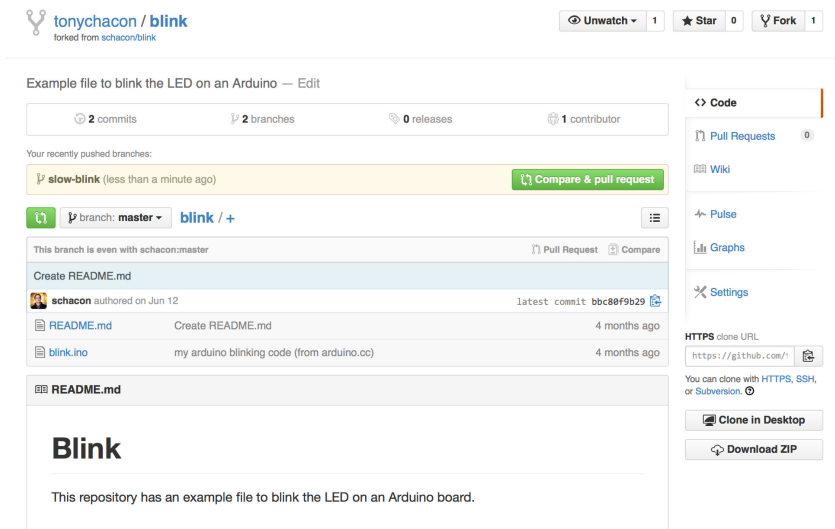 tonychacon / blink
forked from schacon/blink
Unwatch 1 Star 0 Fork 1
Example file to blink the LED on an Arduino — Edit
2 commits 2 branches 0 releases 1 contributor
Your recently pushed branches:
slow-blink (less than a minute ago) Compare & pull request
branch: master blink / +
This branch is even with schacon:master Pull Request Compare
Create README.md
schacon authored on Jun 12 latest commit bbc80f9b29
README.md Create README.md 4 months ago
blink.ino my arduino blinking code (from arduino.cc) 4 months ago
README.md
Blink
This repository has an example file to blink the LED on an Arduino board.
Code
Pull Requests 0
Wiki
Pulse
Graphs
Settings
HTTPS clone URL
https://github.com/
You can clone with HTTPS, SSH,
or Subversion.
Clone in Desktop
Download ZIP